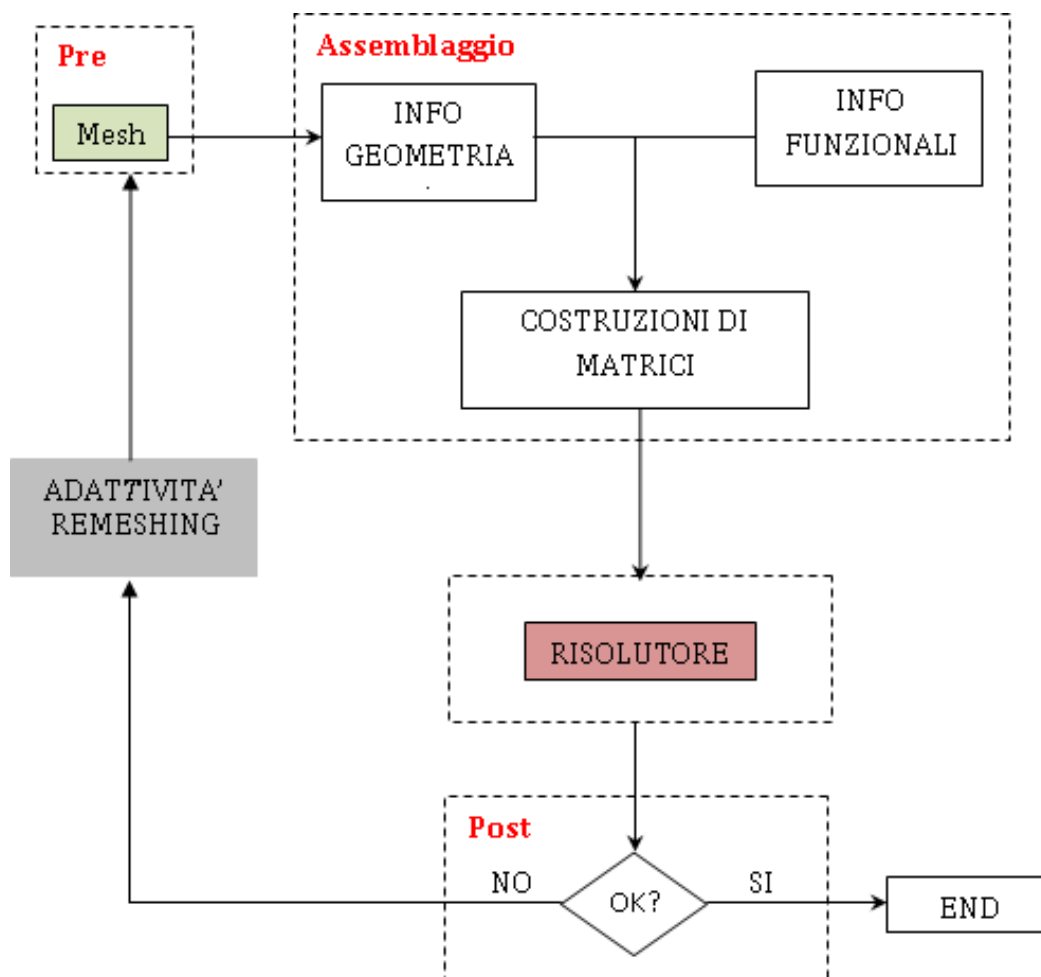 Pre
Mesh
Assemblaggio
INFO
GEOMETRIA
.
INFO
FUNZIONALI
COSTRUZIONI DI
MATRICI
ADATTIVITA’
REMESHING
RISOLUTORE
Post
NO
OK?
SI
END